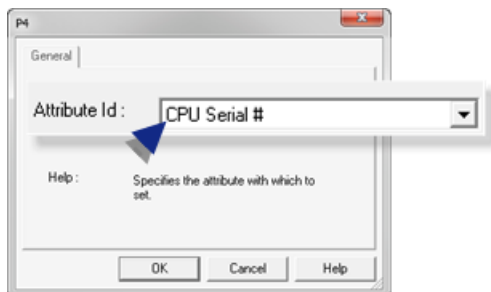 P4
General
Attribute Id : CPU Serial #
Help : Specifies the attribute with which to
set.
OK Cancel Help